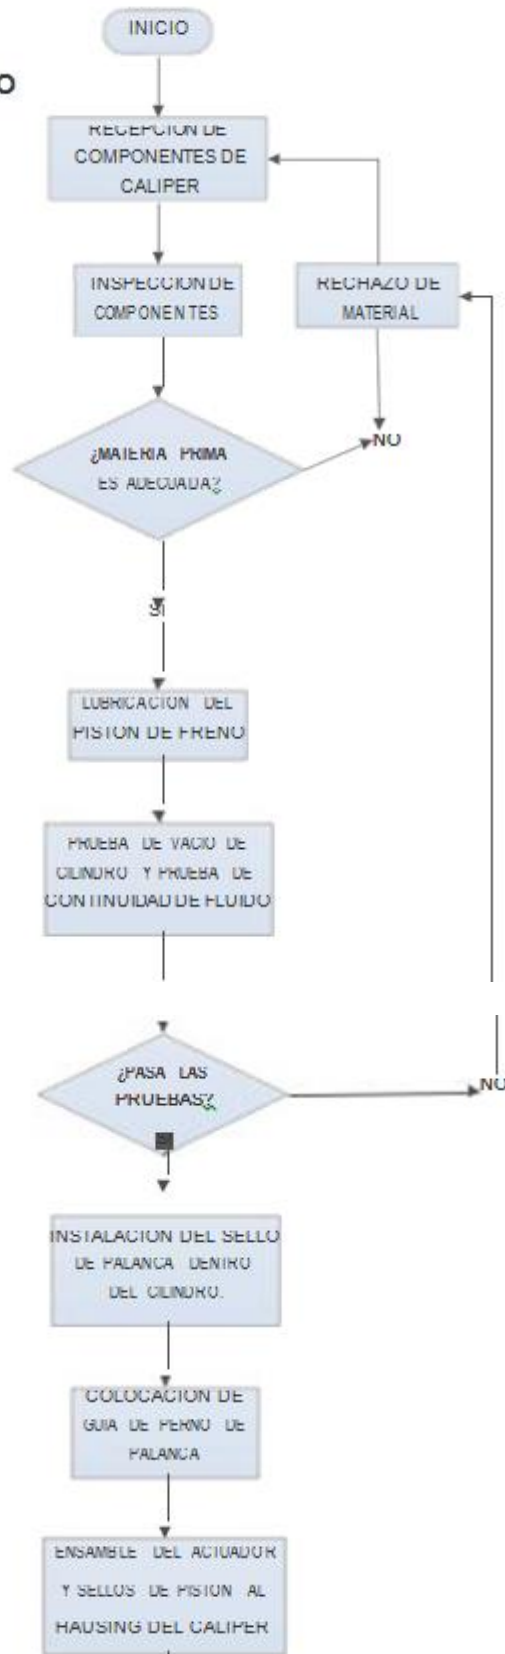 INICIO
O
RECEPCION DE
COMPONENTES DE
CALIPER
INSPECCION DE
COMPONENTES
RECHAZO DE
MATERIAL
¿MATERIA PRIMA
ES ADECUADA?
NO
SI
LUBRICACION DEL
PISTON DE FRENO
PRUEBA DE VACIO DE
CILINDRO Y PRUEBA DE
CONTINUIDAD DE FLUIDO
¿PASA LAS
PRUEBAS?
NO
SI
INSTALACION DEL SELLO
DE PALANCA DENTRO
DEL CILINDRO.
COLOCACION DE
GUIA DE PERNO DE
PALANCA
ENSAMBLE DEL ACTUADOR
Y SELLOS DE PISTON AL
HAUSING DEL CALIPER